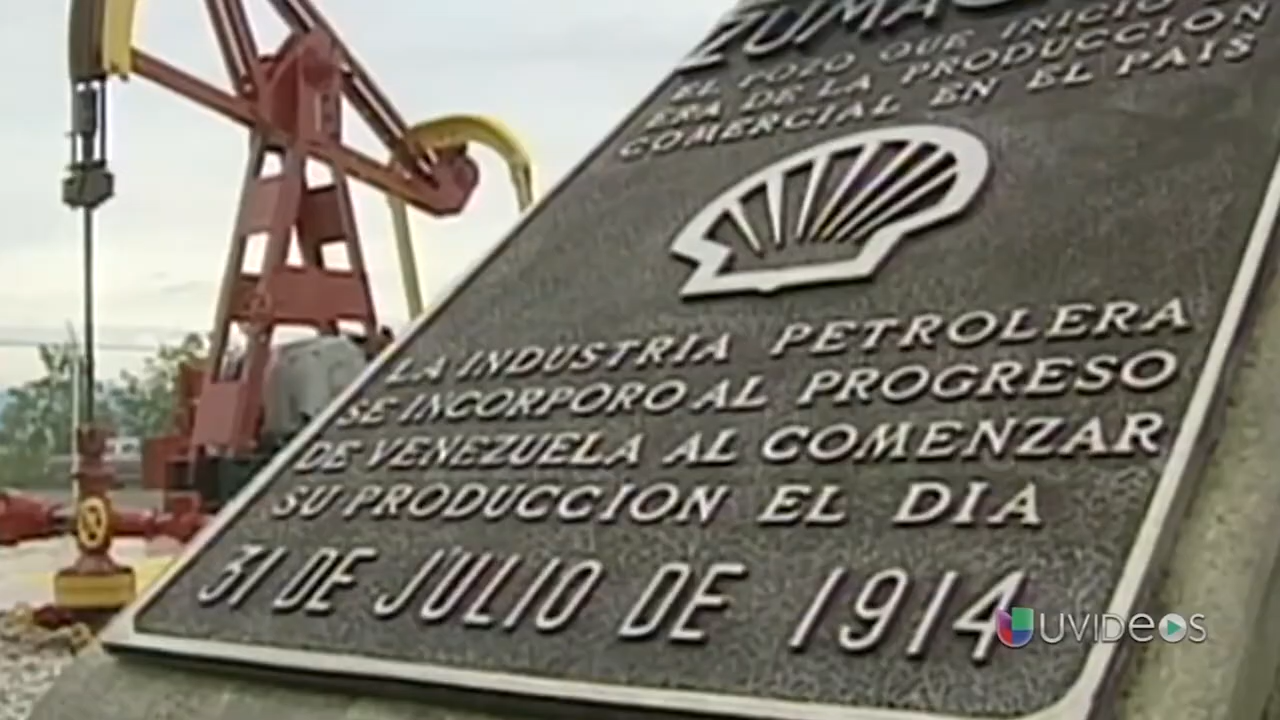 ZUMA
EL POZO QUE INICIO
ERA DE LA PRODUCCION
COMERCIAL EN EL PAIS
LA INDUSTRIA PETROLERA
SE INCORPORO AL PROGRESO
DE VENEZUELA AL COMENZAR
SU PRODUCCION EL DIA
31 DE JULIO DE 1914
UVIDEOS